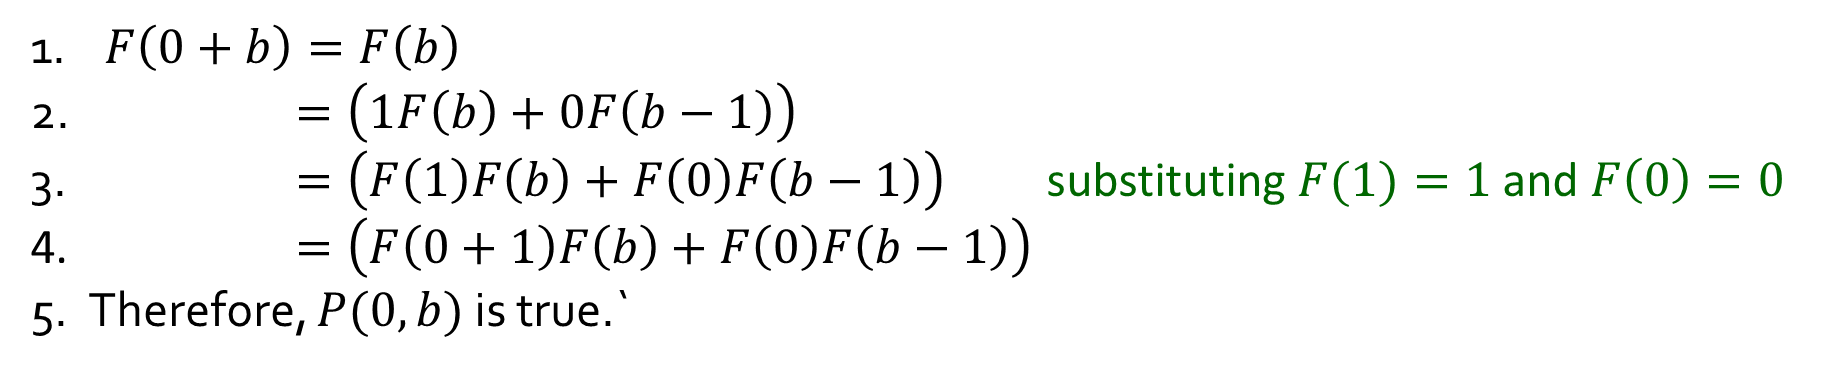 1. F(0 + b) = F(b)
2. = (1F(b) + 0F(b − 1))
3. = (F(1)F(b) + F(0)F(b − 1)) substituting F(1) = 1 and F(0) = 0
4. = (F(0 + 1)F(b) + F(0)F(b − 1))
5. Therefore, P(0, b) is true.`